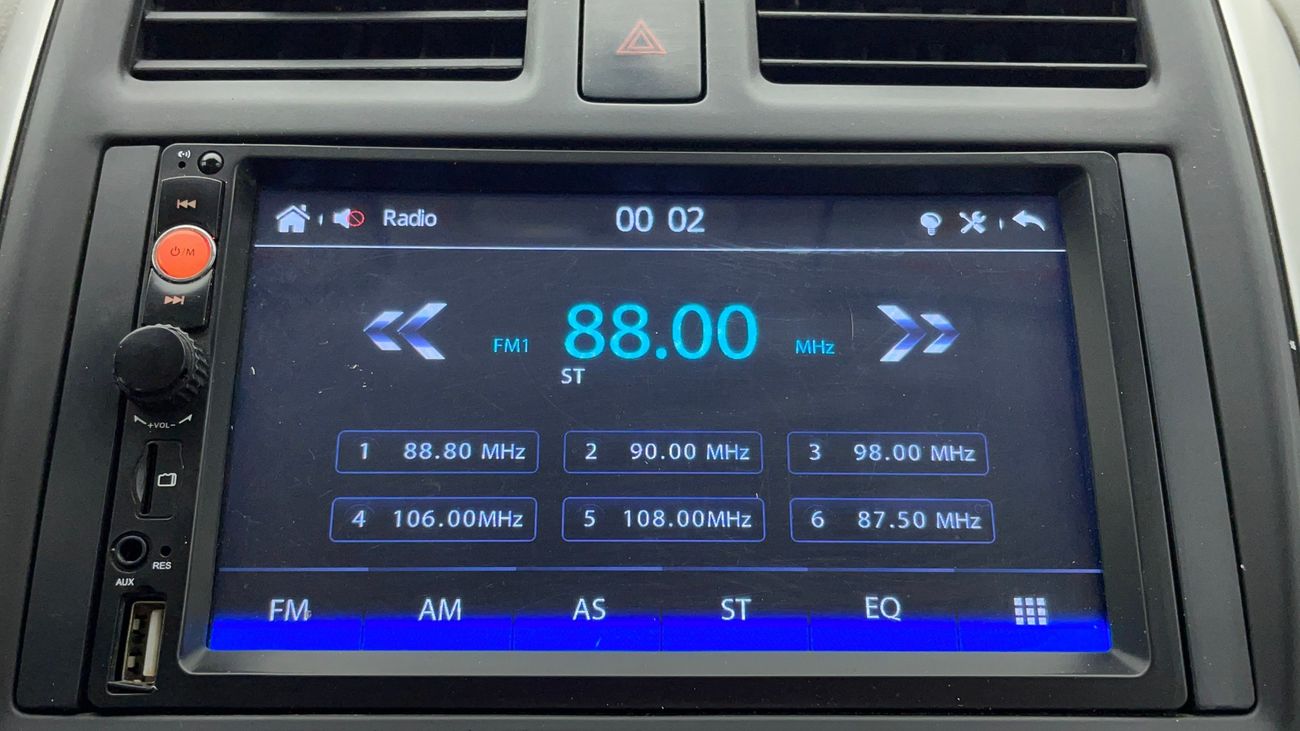 Radio 00 02
⏻/M
FM1 88.00 MHz
ST
1 88.80 MHz 2 90.00 MHz 3 98.00 MHz
+VOL-
4 106.00MHz 5 108.00MHz 6 87.50 MHz
RES
AUX
FM AM AS ST EQ